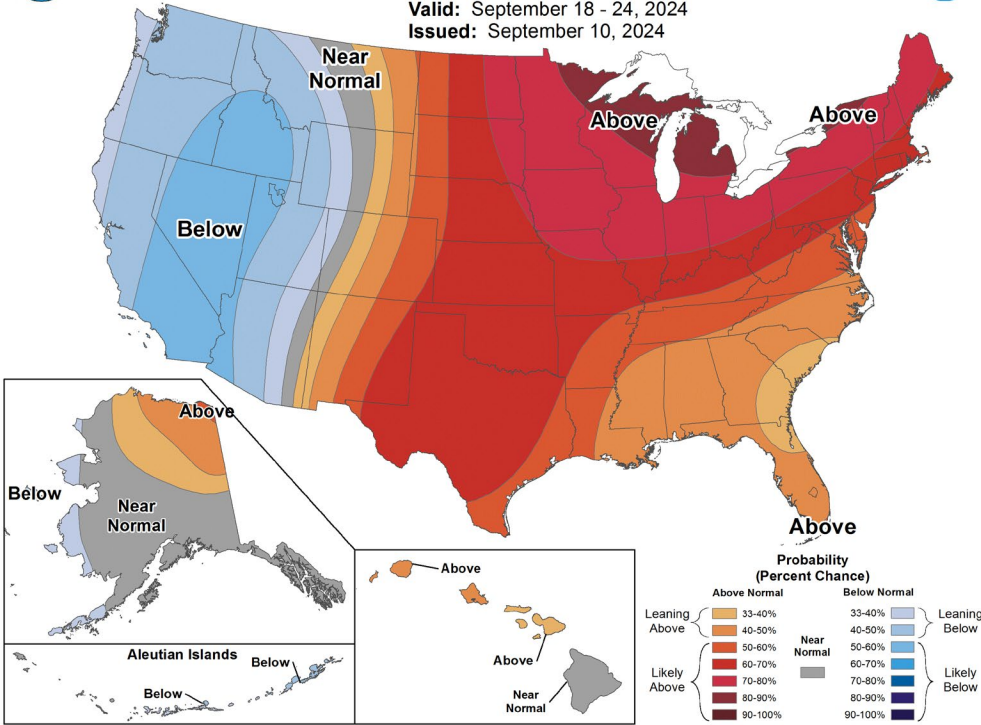 Valid: September 18 - 24, 2024
Issued: September 10, 2024
Near
Normal
Above
Above
Below
Above
Above
Below
Near
Normal
Aleutian Islands
Below
Below
Above
Above
Near
Normal
Probability
(Percent Chance)
Above Normal
Below Normal
Leaning
Above
33-40%
40-50%
Likely
Above
50-60%
60-70%
70-80%
80-90%
90-100%
Near
Normal
33-40%
40-50%
Leaning
Below
50-60%
60-70%
70-80%
80-90%
90-100%
Likely
Below